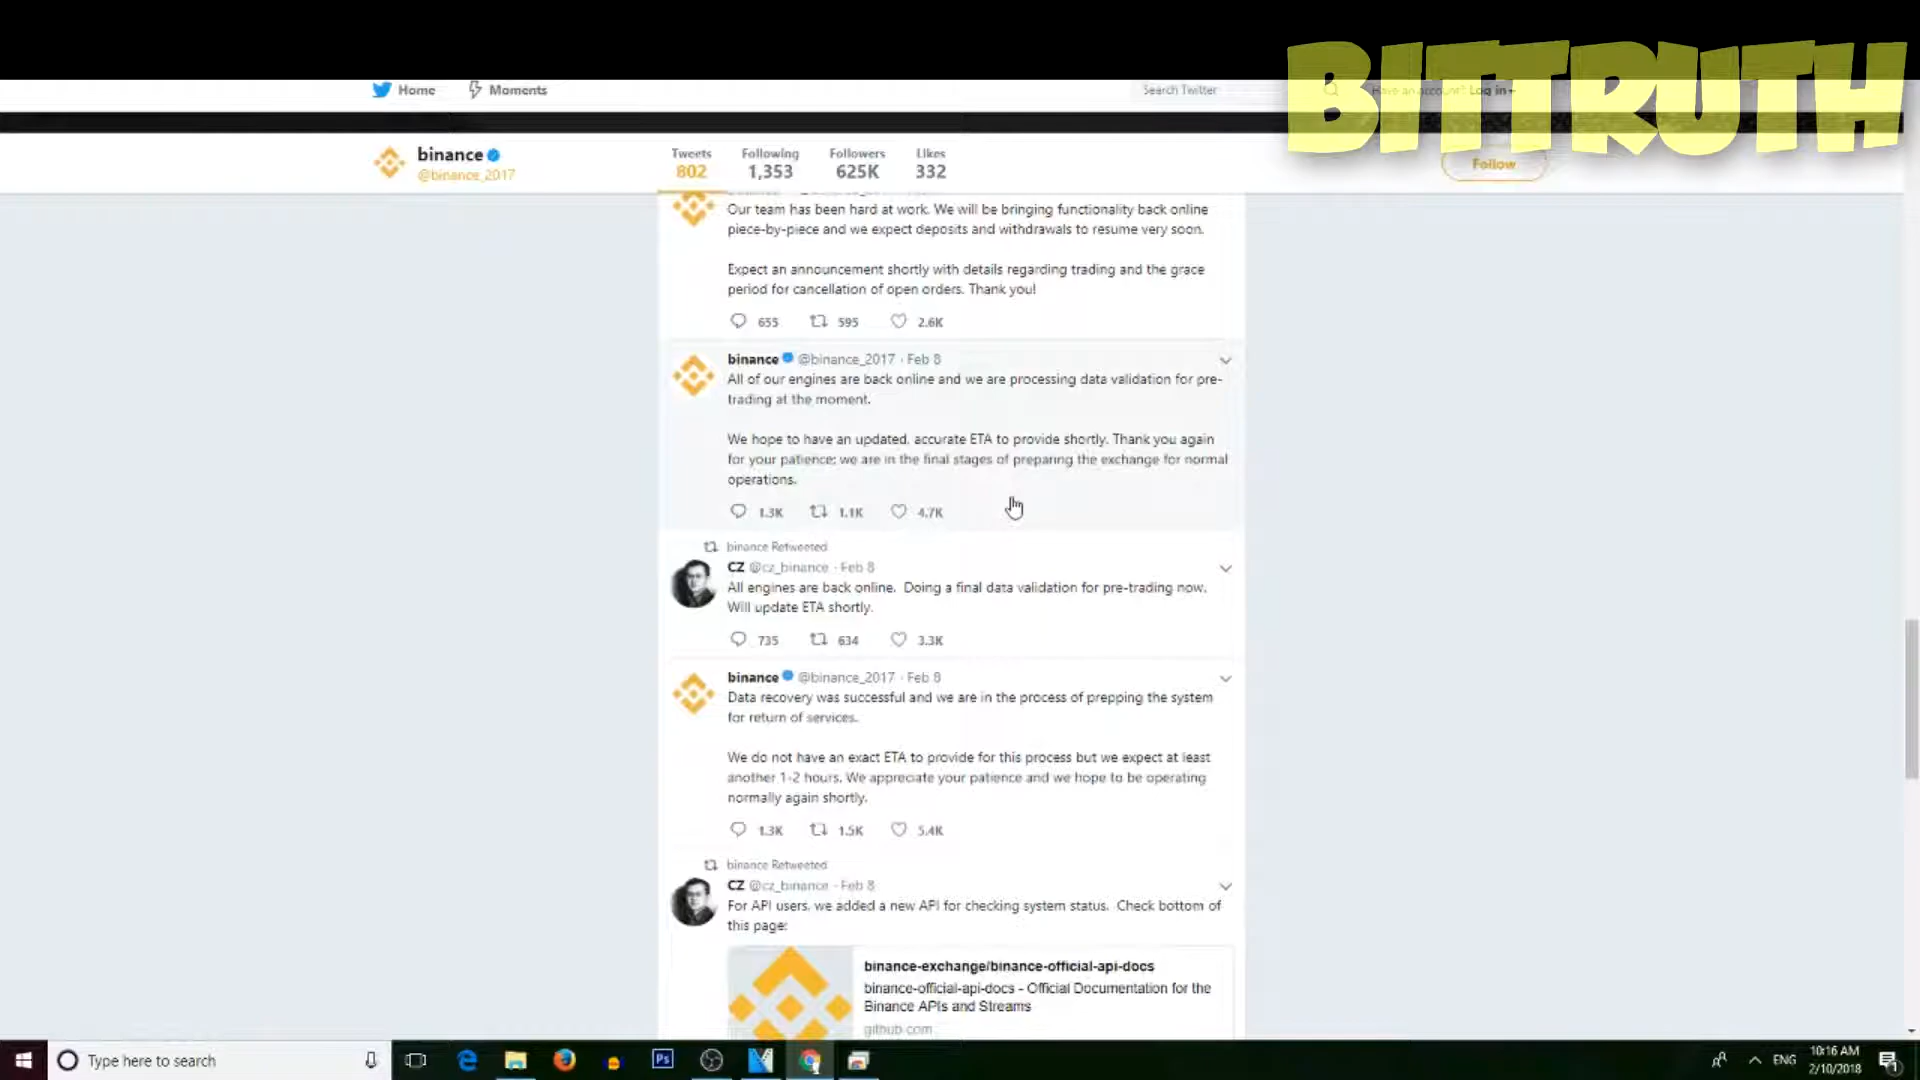 BITTRUTH
Home Moments Search Twitter Have an account? Log in
binance
@binance_2017
Tweets Following Followers Likes
802 1,353 625K 332
Follow
Our team has been hard at work. We will be bringing functionality back online
piece-by-piece and we expect deposits and withdrawals to resume very soon.
Expect an announcement shortly with details regarding trading and the grace
period for cancellation of open orders. Thank you!
655 595 2.6K
binance @binance_2017 · Feb 8
All of our engines are back online and we are processing data validation for pre-
trading at the moment.
We hope to have an updated, accurate ETA to provide shortly. Thank you again
for your patience; we are in the final stages of preparing the exchange for normal
operations.
1.3K 1.1K 4.7K
binance Retweeted
CZ @cz_binance · Feb 8
All engines are back online. Doing a final data validation for pre-trading now.
Will update ETA shortly.
735 634 3.3K
binance @binance_2017 · Feb 8
Data recovery was successful and we are in the process of prepping the system
for return of services.
We do not have an exact ETA to provide for this process but we expect at least
another 1-2 hours. We appreciate your patience and we hope to be operating
normally again shortly.
1.3K 1.5K 5.4K
binance Retweeted
CZ @cz_binance · Feb 8
For API users, we added a new API for checking system status. Check bottom of
this page:
binance-exchange/binance-official-api-docs
binance-official-api-docs - Official Documentation for the
Binance APIs and Streams
github.com
Type here to search
Ps
ENG
10:16 AM
2/10/2018
1